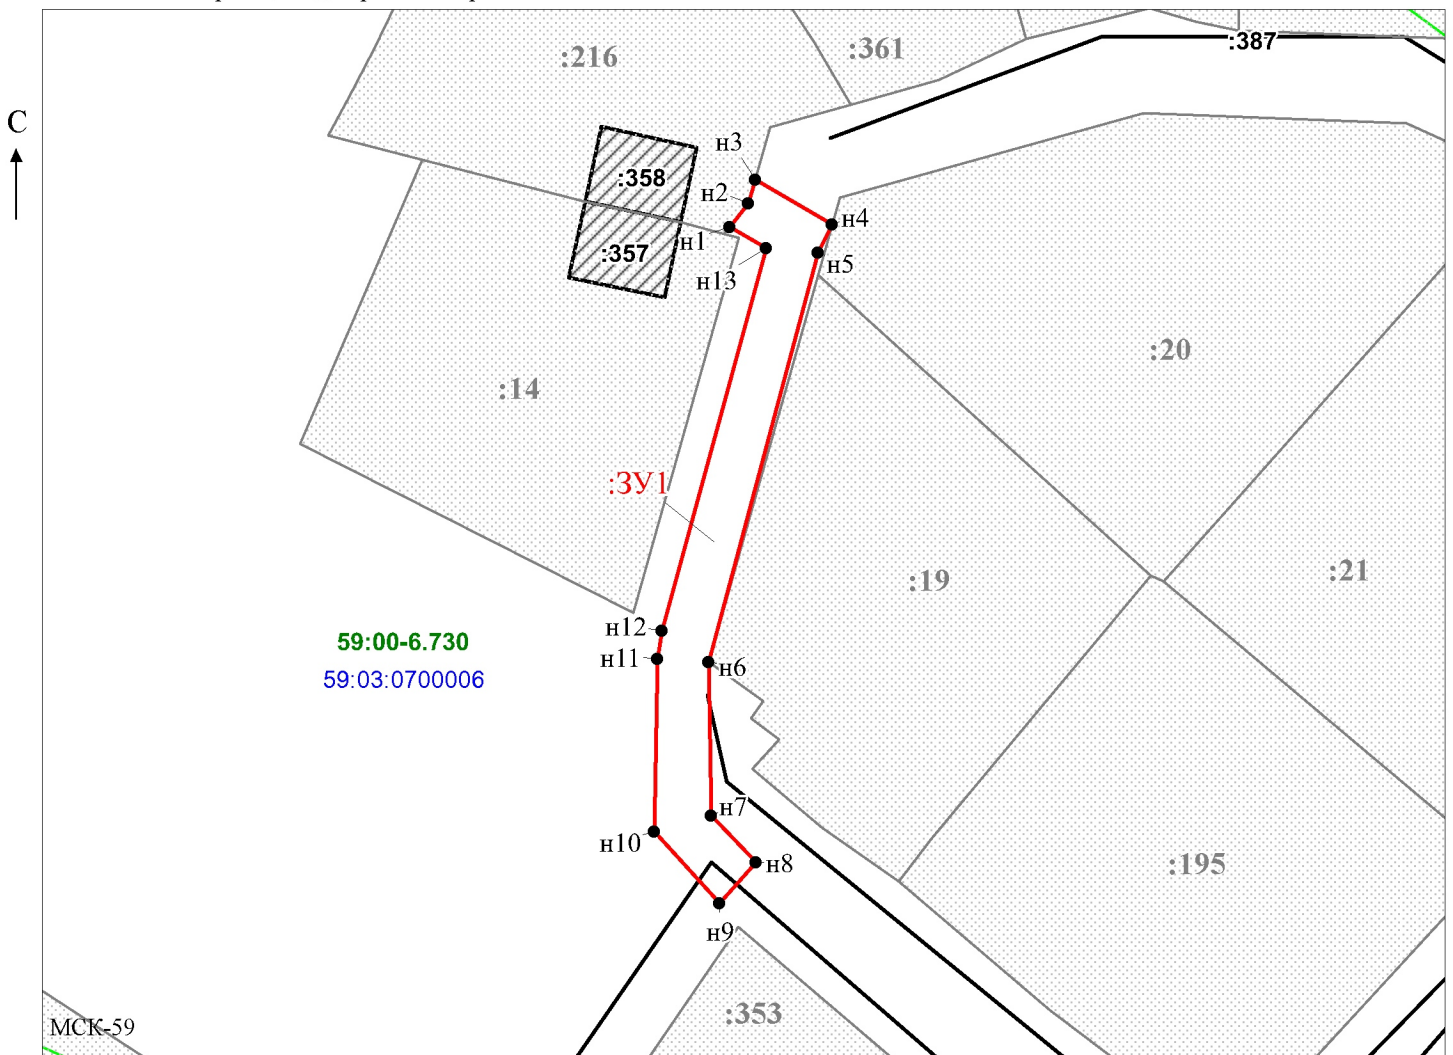 :216
:361
:387
С
н3
:358
н2
н4
н1
:357
н5
н13
:20
:14
:ЗУ1
:21
:19
н12
59:00-6.730
н11
н6
59:03:0700006
н7
н10
н8
:195
н9
:353
МСК-59